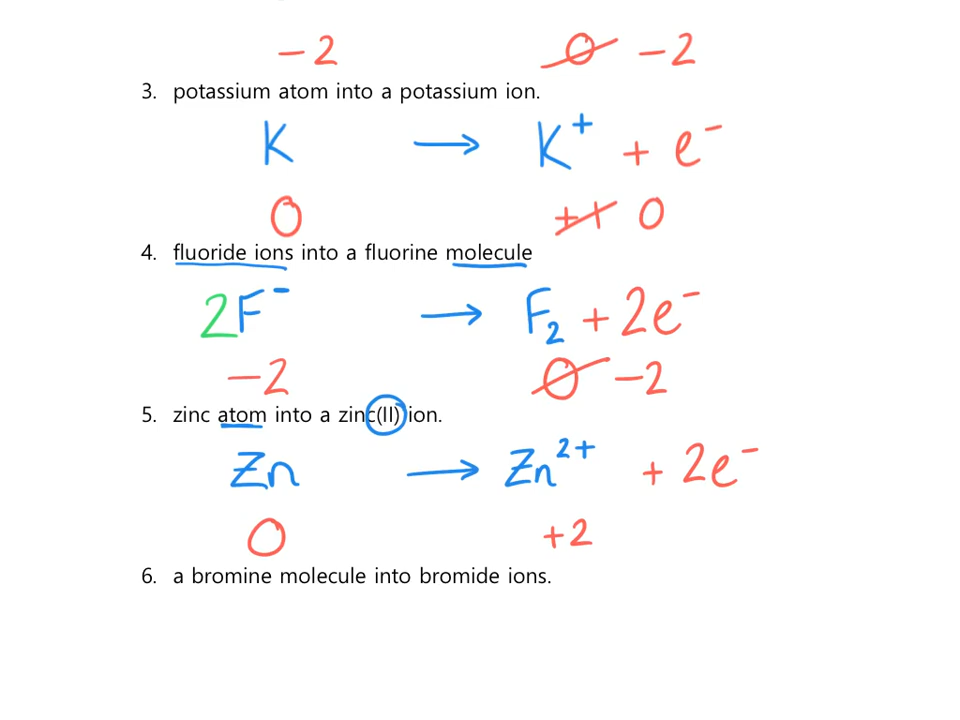 -2 0 -2
3. potassium atom into a potassium ion.
K → K⁺ + e⁻
0 +1 0
4. fluoride ions into a fluorine molecule
2F⁻ → F₂ + 2e⁻
-2 0 -2
5. zinc atom into a zinc(II) ion.
Zn → Zn²⁺ + 2e⁻
0 +2
6. a bromine molecule into bromide ions.